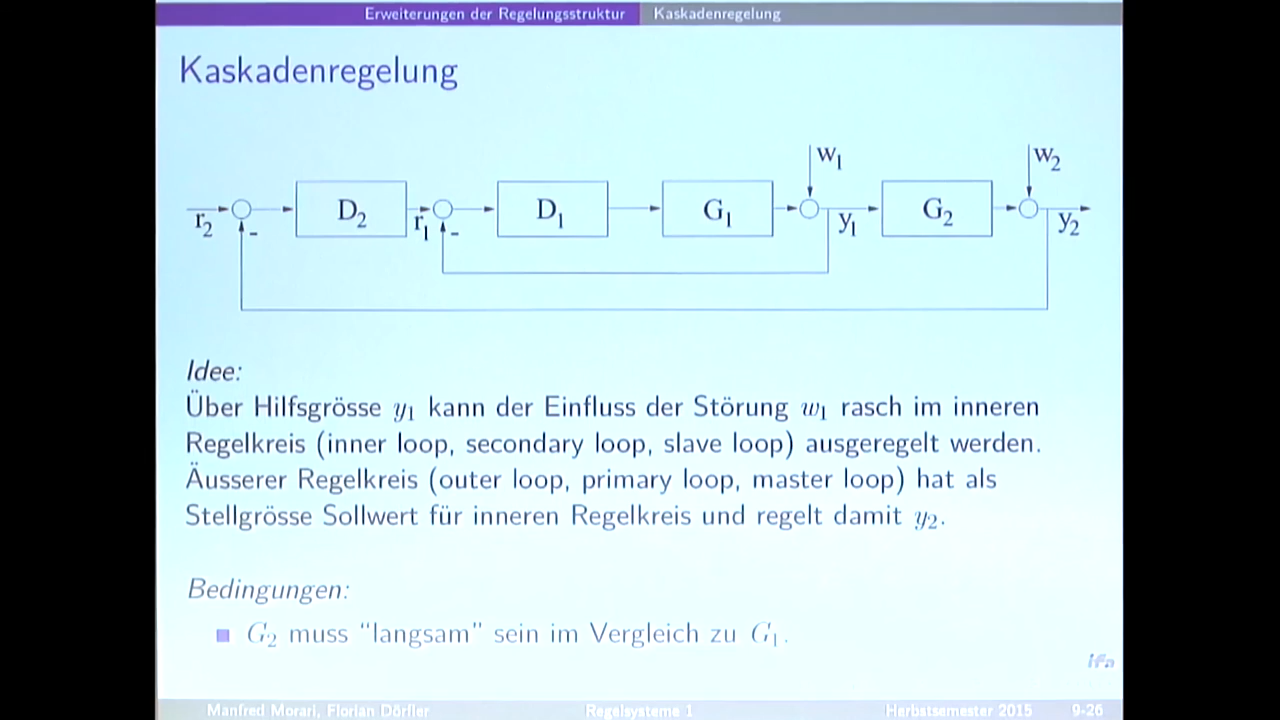 Erweiterungen der Regelungsstruktur Kaskadenregelung
Kaskadenregelung
w1 w2
r2 - D2 r1 - D1 G1 y1 G2 y2
Idee:
Über Hilfsgrösse y1 kann der Einfluss der Störung w1 rasch im inneren
Regelkreis (inner loop, secondary loop, slave loop) ausgeregelt werden.
Äusserer Regelkreis (outer loop, primary loop, master loop) hat als
Stellgrösse Sollwert für inneren Regelkreis und regelt damit y2.
Bedingungen:
G2 muss "langsam" sein im Vergleich zu G1.
ifa
Manfred Morari, Florian Dörfler Regelsysteme 1 Herbstsemester 2015 9-26